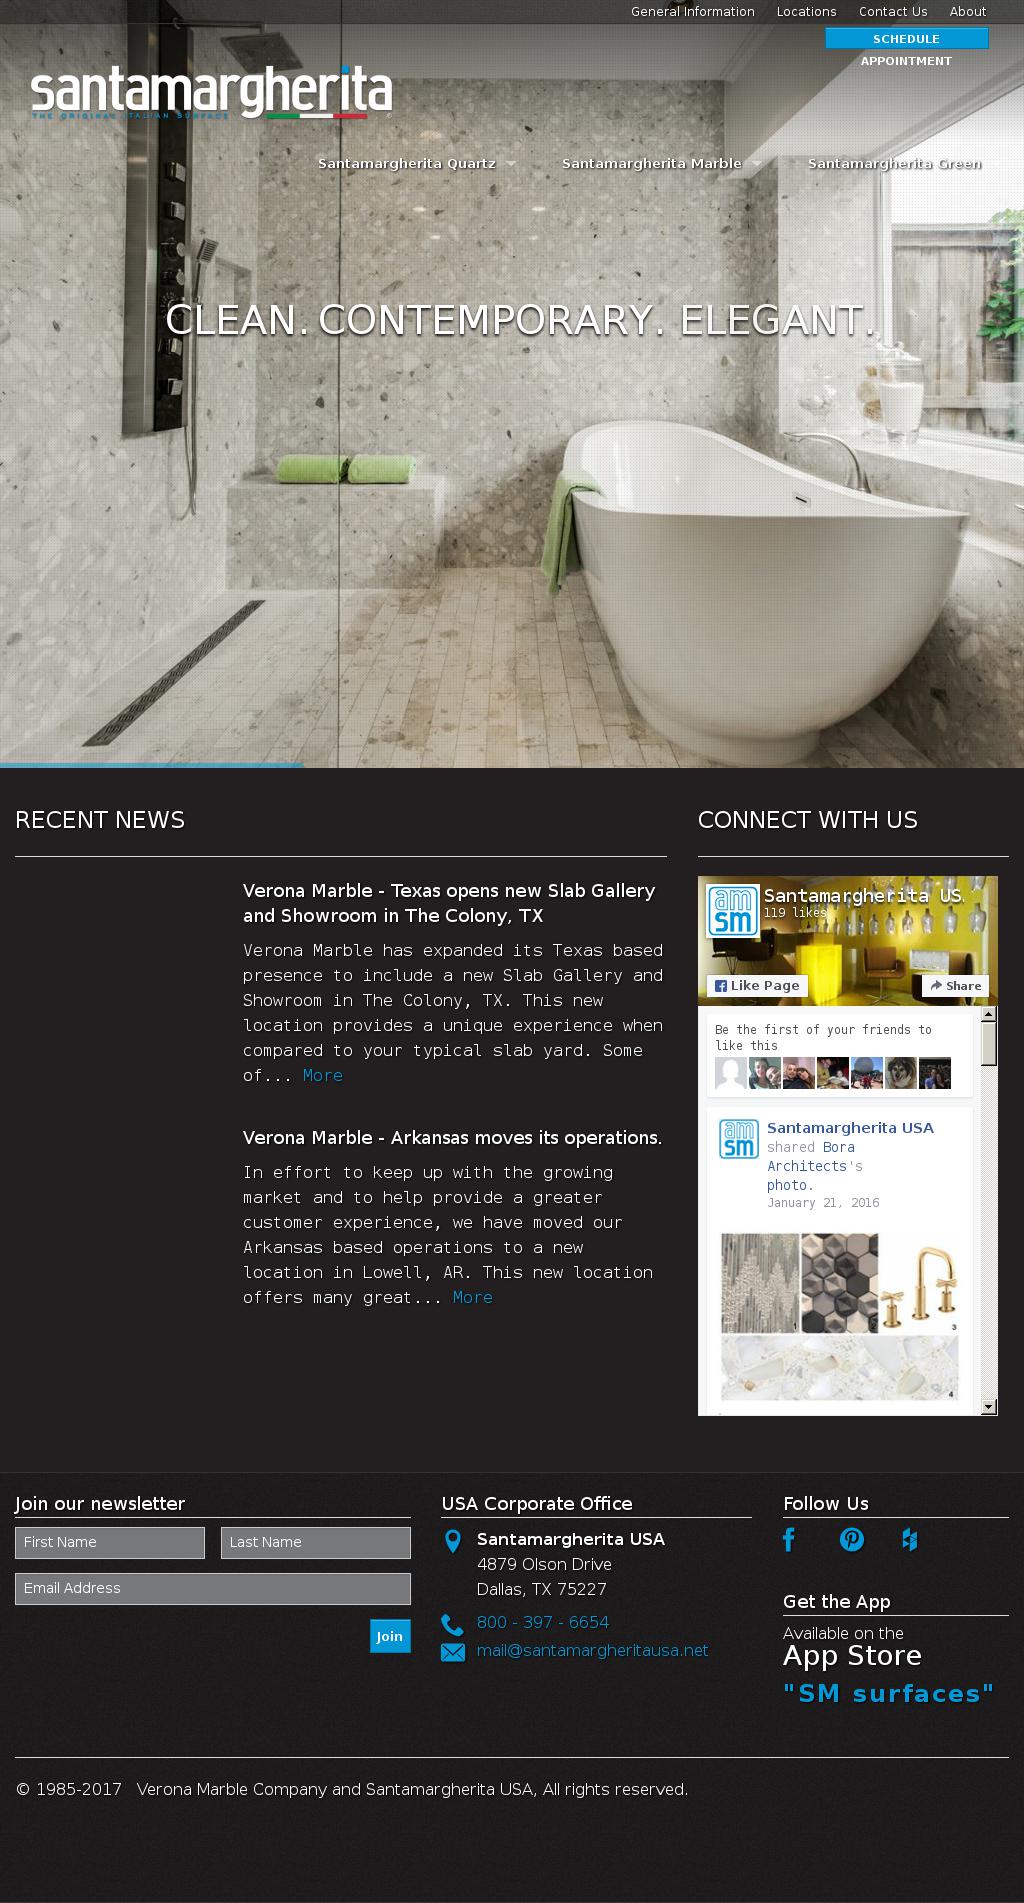 General Information Locations Contact Us About
SCHEDULE
APPOINTMENT
santamargherita
THE ORIGINAL ITALIAN SURFACE
Santamargherita Quartz Santamargherita Marble Santamargherita Green
CLEAN. CONTEMPORARY. ELEGANT.
RECENT NEWS
Verona Marble - Texas opens new Slab Gallery
and Showroom in The Colony, TX
Verona Marble has expanded its Texas based
presence to include a new Slab Gallery and
Showroom in The Colony, TX. This new
location provides a unique experience when
compared to your typical slab yard. Some
of... More
Verona Marble - Arkansas moves its operations.
In effort to keep up with the growing
market and to help provide a greater
customer experience, we have moved our
Arkansas based operations to a new
location in Lowell, AR. This new location
offers many great... More
CONNECT WITH US
am
sm
Santamargherita US.
119 likes
Like Page
Share
Be the first of your friends to
like this
am
sm
Santamargherita USA
shared Bora
Architects's
photo.
January 21, 2016
1
2
3
4
Join our newsletter
First Name Last Name
Email Address
Join
USA Corporate Office
Santamargherita USA
4879 Olson Drive
Dallas, TX 75227
800 - 397 - 6654
mail@santamargheritausa.net
Follow Us
Get the App
Available on the
App Store
"SM surfaces"
© 1985-2017 Verona Marble Company and Santamargherita USA, All rights reserved.